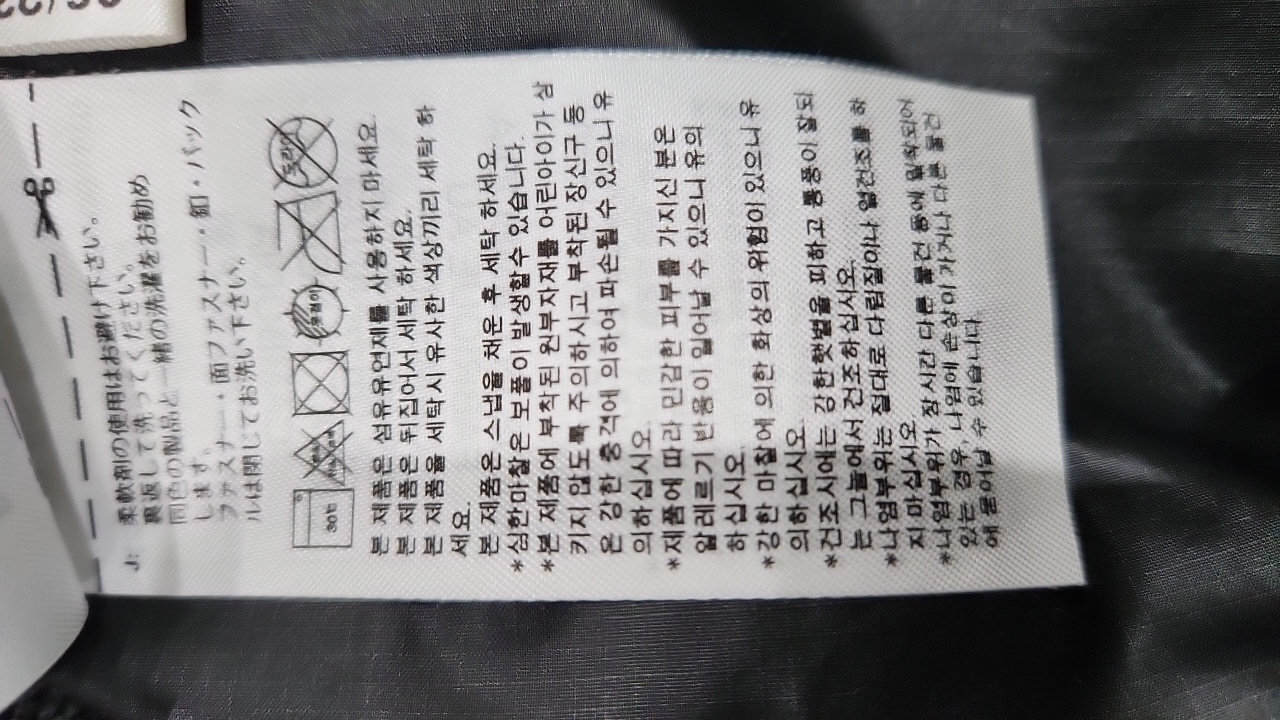 J: 柔軟剤の使用はお避け下さい。
裏返して洗ってください。
同色の製品と一緒の洗濯をお勧め
します。
ファスナー・面ファスナー・釦・バック
ルは閉じてお洗い下さい。
30℃
드라이
본 제품은 섬유유연제를 사용하지 마세요.
본 제품은 뒤집어서 세탁 하세요.
본 제품을 세탁시 유사한 색상끼리 세탁 하
세요.
본 제품은 스냅을 채운 후 세탁 하세요.
*심한마찰은 보풀이 발생할수 있습니다.
*본 제품에 부착된 원부자재를 어린아이가 삼
키지 않도록 주의하시고 부착된 장신구 등
은 강한 충격에 의하여 파손될 수 있으니 유
의하십시오.
*제품에 따라 민감한 피부를 가지신 분은
알레르기 반응이 일어날 수 있으니 유의
하십시오.
*강한 마찰에 의한 화상의 위험이 있으니 유
의하십시오.
*건조시에는 강한햇볕을 피하고 통풍이 잘되
는 그늘에서 건조하십시오.
*나염부위는 절대로 다림질이나 열건조를 하
지 마십시오.
*나염부위가 장시간 다른 물건 등에 밀착되어
있는 경우, 나염에 손상이 가거나 다른 물건
에 묻어날 수 있습니다.